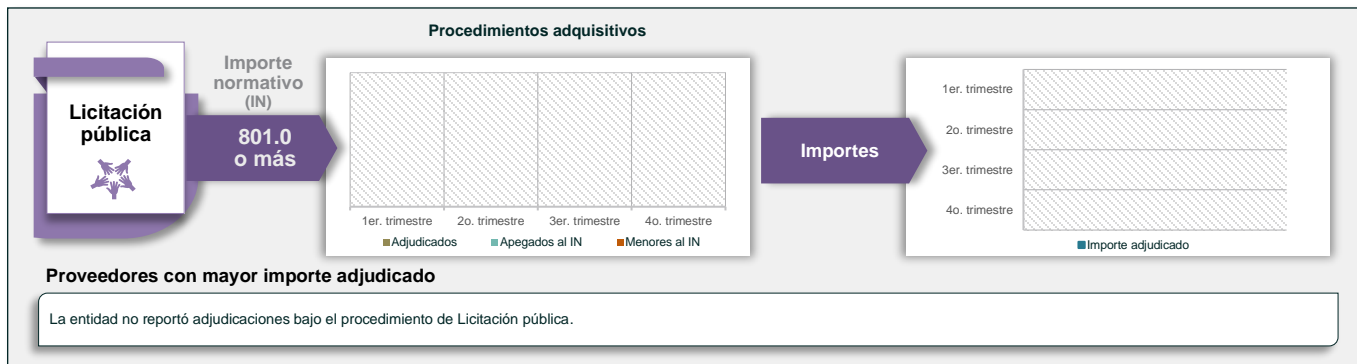 Procedimientos adquisitivos
Licitación
pública
Importe
normativo
(IN)
801.0
o más
1er. trimestre 2o. trimestre 3er. trimestre 4o. trimestre
Adjudicados Apegados al IN Menores al IN
Importes
1er. trimestre
2o. trimestre
3er. trimestre
4o. trimestre
Importe adjudicado
Proveedores con mayor importe adjudicado
La entidad no reportó adjudicaciones bajo el procedimiento de Licitación pública.